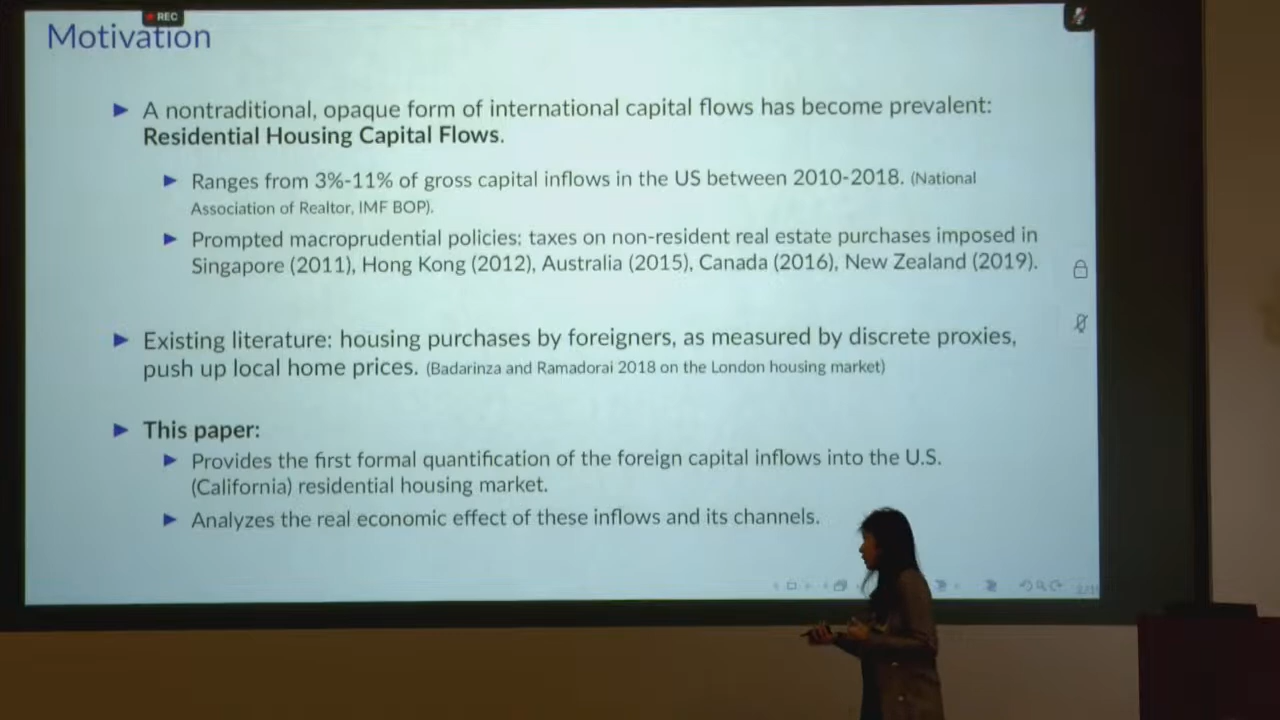 REC
Motivation
A nontraditional, opaque form of international capital flows has become prevalent:
Residential Housing Capital Flows.
Ranges from 3%-11% of gross capital inflows in the US between 2010-2018. (National
Association of Realtor, IMF BOP).
Prompted macroprudential policies: taxes on non-resident real estate purchases imposed in
Singapore (2011), Hong Kong (2012), Australia (2015), Canada (2016), New Zealand (2019).
Existing literature: housing purchases by foreigners, as measured by discrete proxies,
push up local home prices. (Badarinza and Ramadorai 2018 on the London housing market)
This paper:
Provides the first formal quantification of the foreign capital inflows into the U.S.
(California) residential housing market.
Analyzes the real economic effect of these inflows and its channels.